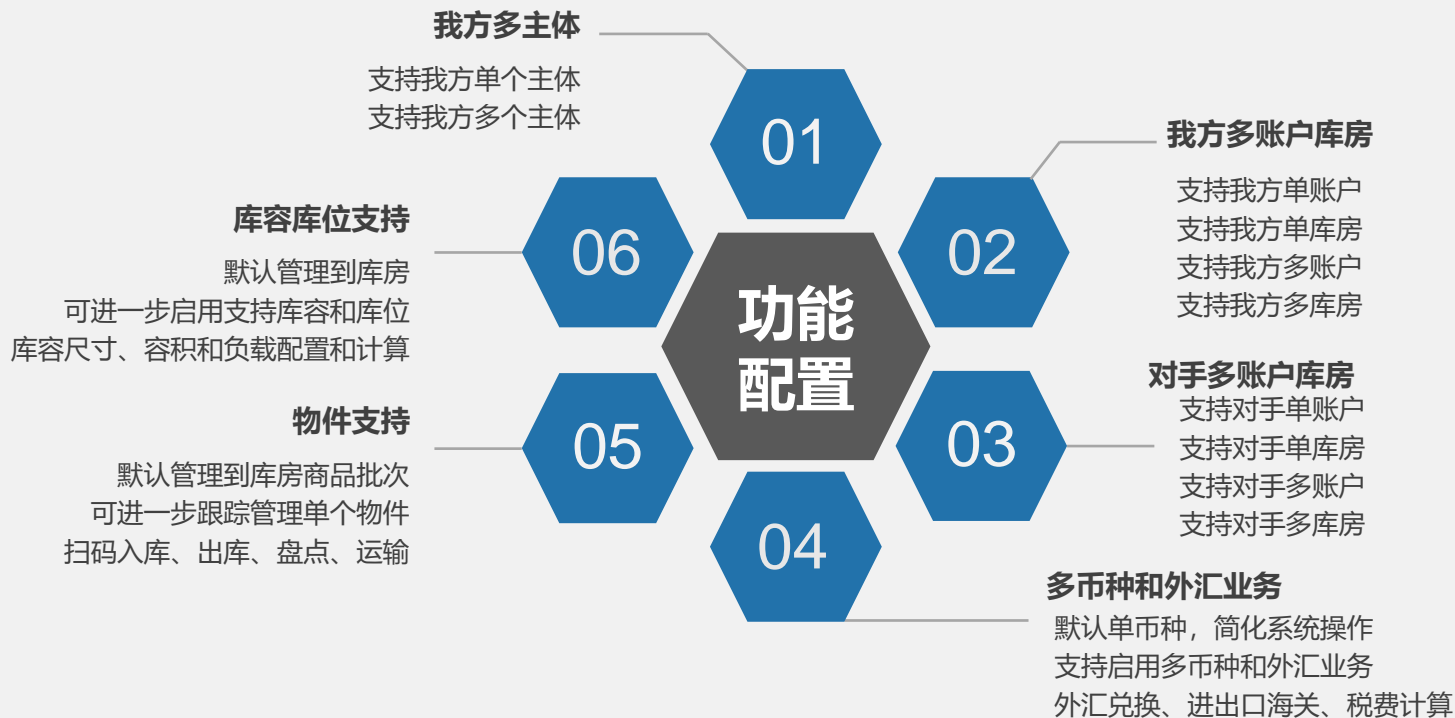 我方多主体
支持我方单个主体
支持我方多个主体
01
我方多账户库房
支持我方单账户
支持我方单库房
支持我方多账户
支持我方多库房
02
对手多账户库房
支持对手单账户
支持对手单库房
支持对手多账户
支持对手多库房
03
多币种和外汇业务
默认单币种，简化系统操作
支持启用多币种和外汇业务
外汇兑换、进出口海关、税费计算
04
物件支持
默认管理到库房商品批次
可进一步跟踪管理单个物件
扫码入库、出库、盘点、运输
05
库容库位支持
默认管理到库房
可进一步启用支持库容和库位
库容尺寸、容积和负载配置和计算
06
功能
配置